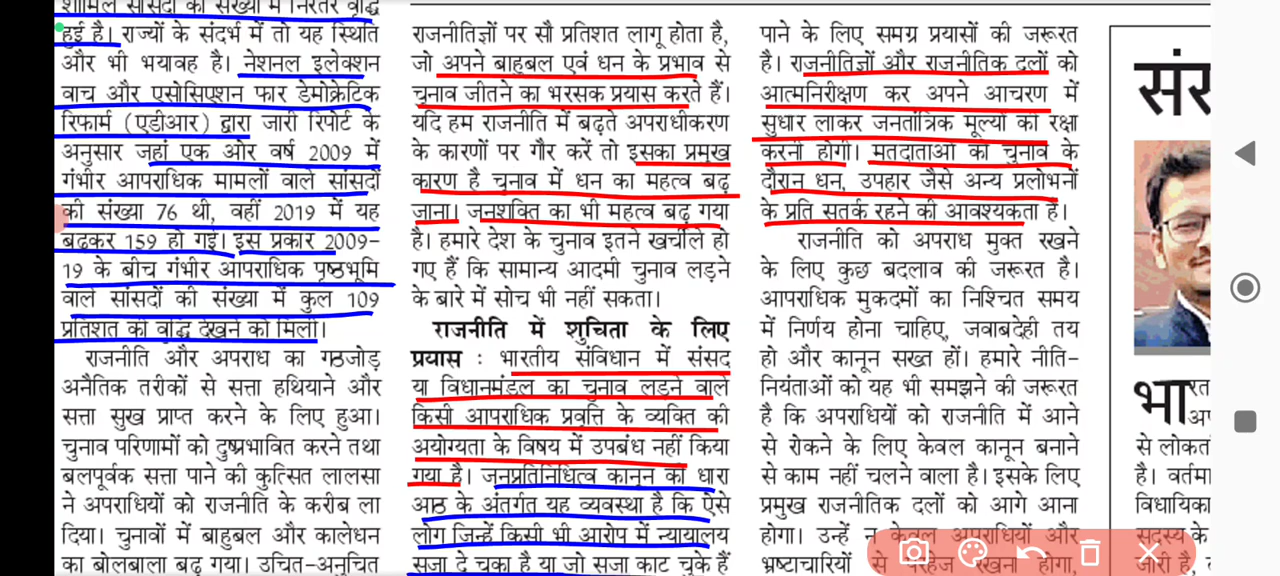 शामिल सांसदों की संख्या में निरंतर वृद्धि
हुई है। राज्यों के संदर्भ में तो यह स्थिति
और भी भयावह है। नेशनल इलेक्शन
वाच और एसोसिएशन फार डेमोक्रेटिक
रिफार्म (एडीआर) द्वारा जारी रिपोर्ट के
अनुसार जहां एक ओर वर्ष 2009 में
गंभीर आपराधिक मामलों वाले सांसदों
की संख्या 76 थी, वहीं 2019 में यह
बढ़कर 159 हो गई। इस प्रकार 2009-
19 के बीच गंभीर आपराधिक पृष्ठभूमि
वाले सांसदों की संख्या में कुल 109
प्रतिशत की वृद्धि देखने को मिली।
राजनीति और अपराध का गठजोड़
अनैतिक तरीकों से सत्ता हथियाने और
सत्ता सुख प्राप्त करने के लिए हुआ।
चुनाव परिणामों को दुष्प्रभावित करने तथा
बलपूर्वक सत्ता पाने की कुत्सित लालसा
ने अपराधियों को राजनीति के करीब ला
दिया। चुनावों में बाहुबल और कालेधन
का बोलबाला बढ़ गया। उचित-अनुचित
राजनीतिज्ञों पर सौ प्रतिशत लागू होता है,
जो अपने बाहुबल एवं धन के प्रभाव से
चुनाव जीतने का भरसक प्रयास करते हैं।
यदि हम राजनीति में बढ़ते अपराधीकरण
के कारणों पर गौर करें तो इसका प्रमुख
कारण है चुनाव में धन का महत्व बढ़
जाना। जनशक्ति का भी महत्व बढ़ गया
है। हमारे देश के चुनाव इतने खर्चीले हो
गए हैं कि सामान्य आदमी चुनाव लड़ने
के बारे में सोच भी नहीं सकता।
राजनीति में शुचिता के लिए
प्रयास : भारतीय संविधान में संसद
या विधानमंडल का चुनाव लड़ने वाले
किसी आपराधिक प्रवृत्ति के व्यक्ति की
अयोग्यता के विषय में उपबंध नहीं किया
गया है। जनप्रतिनिधित्व कानून की धारा
आठ के अंतर्गत यह व्यवस्था है कि ऐसे
लोग जिन्हें किसी भी आरोप में न्यायालय
सजा दे चुका है या जो सजा काट चुके हैं
पाने के लिए समग्र प्रयासों की जरूरत
है। राजनीतिज्ञों और राजनीतिक दलों को
आत्मनिरीक्षण कर अपने आचरण में
सुधार लाकर जनतांत्रिक मूल्यों की रक्षा
करनी होगी। मतदाताओं को चुनाव के
दौरान धन, उपहार जैसे अन्य प्रलोभनों
के प्रति सतर्क रहने की आवश्यकता है।
राजनीति को अपराध मुक्त रखने
के लिए कुछ बदलाव की जरूरत है।
आपराधिक मुकदमों का निश्चित समय
में निर्णय होना चाहिए, जवाबदेही तय
हो और कानून सख्त हों। हमारे नीति-
नियंताओं को यह भी समझने की जरूरत
है कि अपराधियों को राजनीति में आने
से रोकने के लिए केवल कानून बनाने
से काम नहीं चलने वाला है। इसके लिए
प्रमुख राजनीतिक दलों को आगे आना
होगा। उन्हें न केवल अपराधियों और
भ्रष्टाचारियों से परहेज रखना होगा,
संस
भारत
से लोकतं
है। वर्तमा
विधायिका
सदस्य के
जारी है,